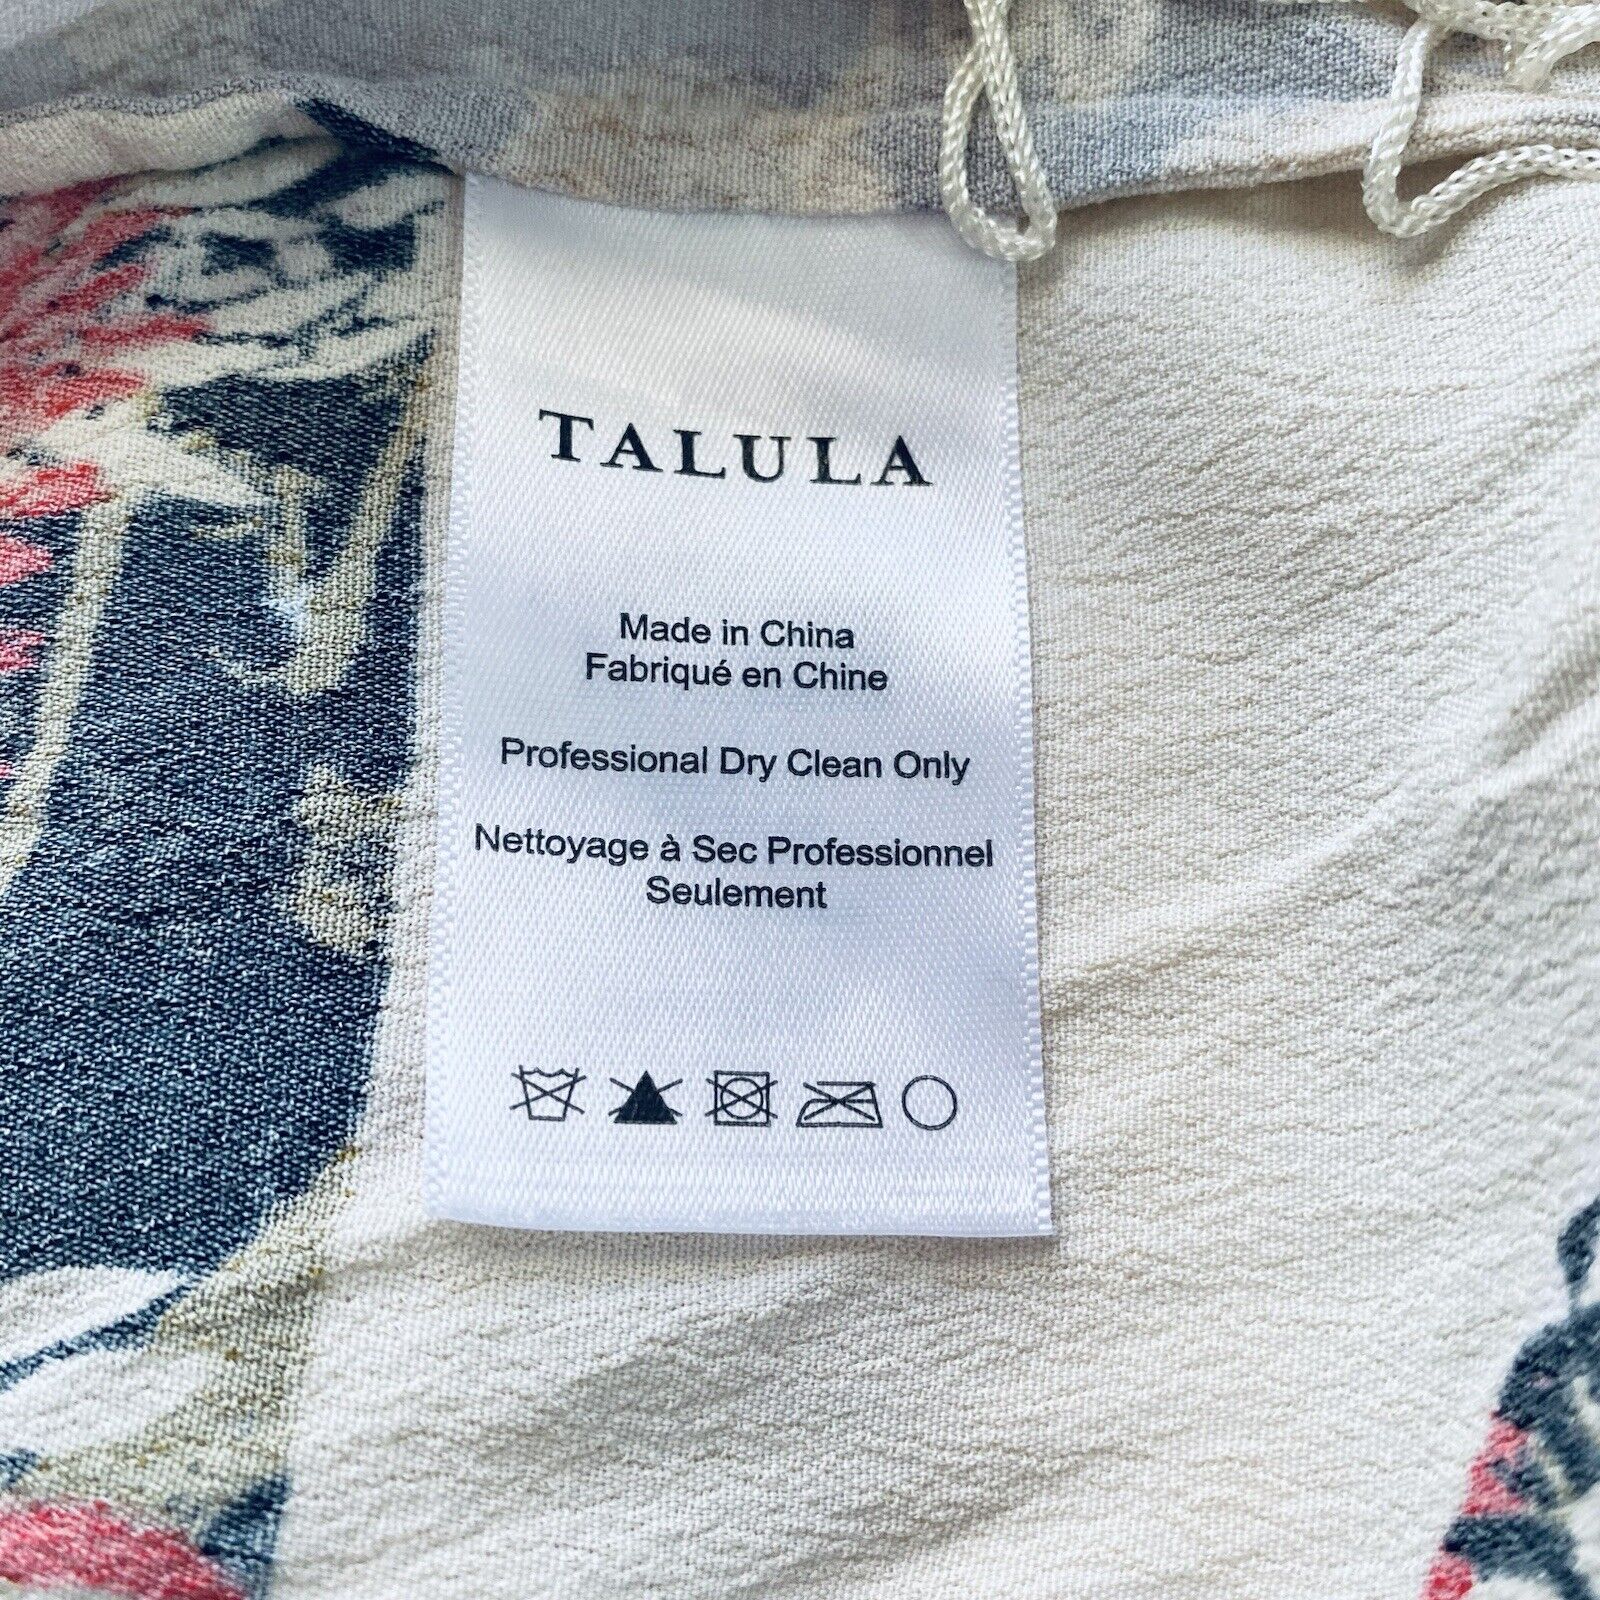 TALULA
Made in China
Fabriqué en Chine
Professional Dry Clean Only
Nettoyage à Sec Professionnel
Seulement